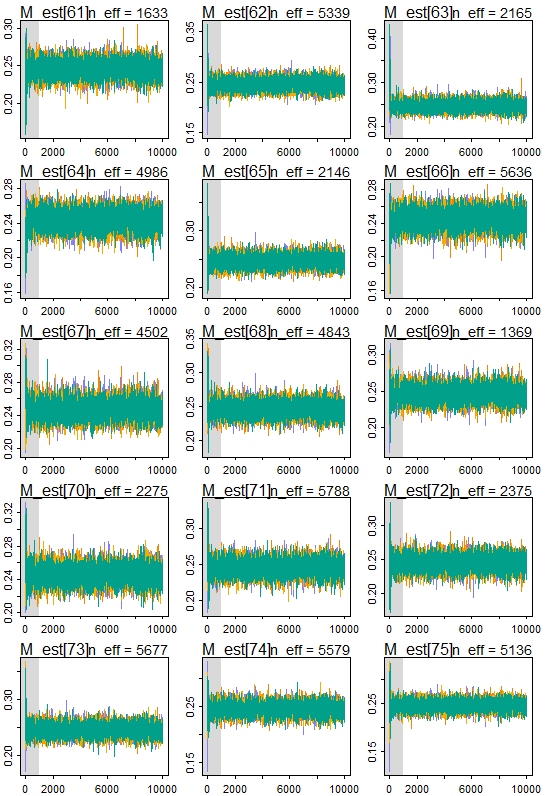 M_est[61]n_eff = 1633 M_est[62]n_eff = 5339 M_est[63]n_eff = 2165
0.20 0.25 0.30 0.15 0.25 0.35 0.20 0.30 0.40
0 2000 6000 10000 0 2000 6000 10000 0 2000 6000 10000
M_est[64]n_eff = 4986 M_est[65]n_eff = 2146 M_est[66]n_eff = 5636
0.16 0.20 0.24 0.28 0.20 0.30 0.16 0.20 0.24 0.28
0 2000 6000 10000 0 2000 6000 10000 0 2000 6000 10000
M_est[67]n_eff = 4502 M_est[68]n_eff = 4843 M_est[69]n_eff = 1369
0.20 0.24 0.28 0.32 0.20 0.25 0.30 0.35 0.20 0.25 0.30
0 2000 6000 10000 0 2000 6000 10000 0 2000 6000 10000
M_est[70]n_eff = 2275 M_est[71]n_eff = 5788 M_est[72]n_eff = 2375
0.20 0.24 0.28 0.32 0.20 0.25 0.30 0.20 0.25 0.30
0 2000 6000 10000 0 2000 6000 10000 0 2000 6000 10000
M_est[73]n_eff = 5677 M_est[74]n_eff = 5579 M_est[75]n_eff = 5136
0.20 0.30 0.15 0.25 0.15 0.25
0 2000 6000 10000 0 2000 6000 10000 0 2000 6000 10000